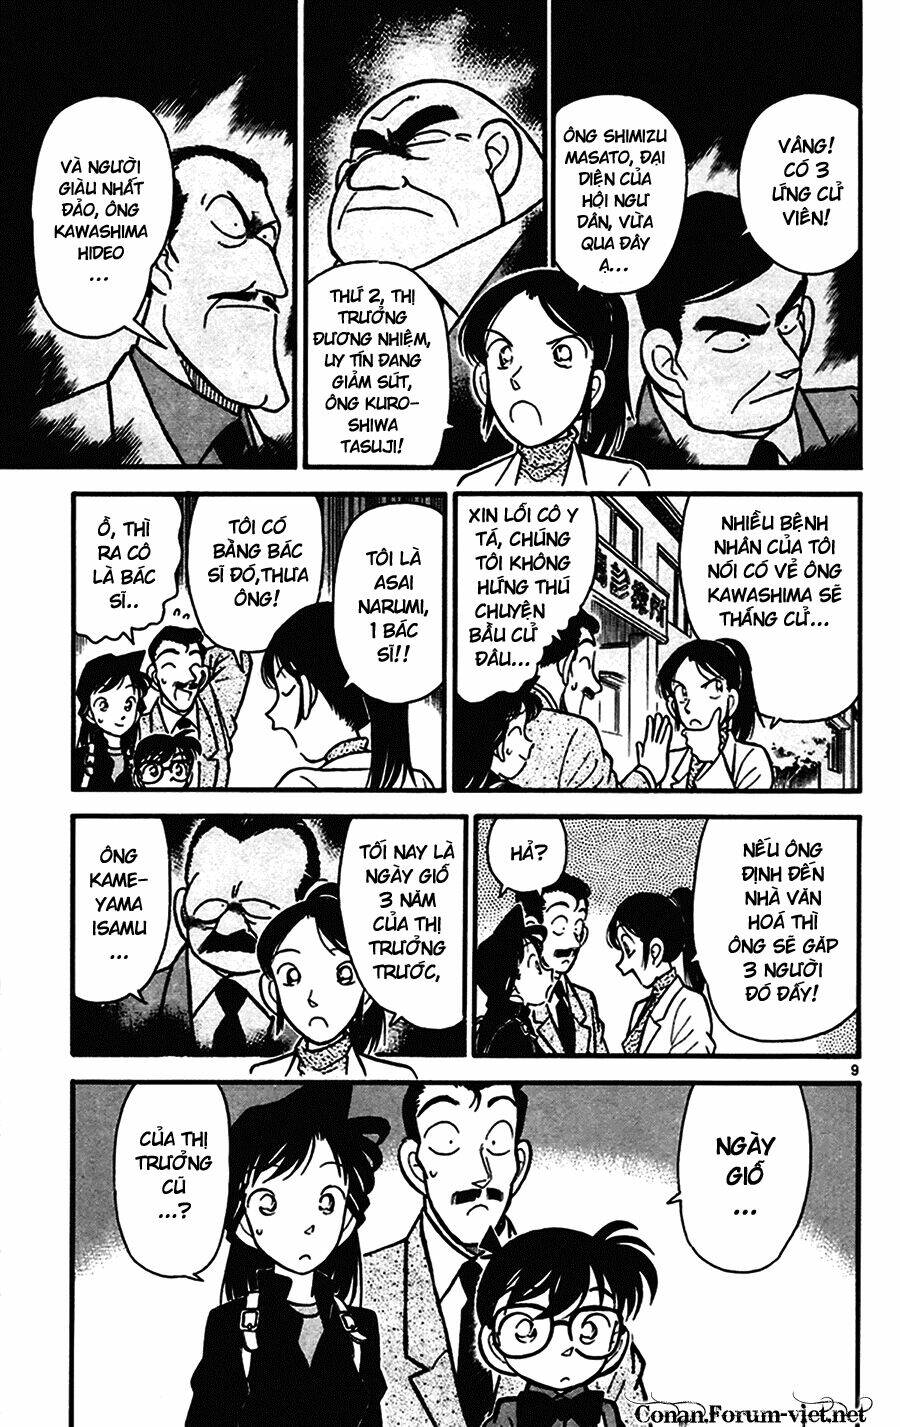 VÂNG!
CÓ 3
ỨNG CỬ
VIÊN!
ÔNG SHIMIZU
MASATO, ĐẠI
DIỆN CỦA
HỘI NGƯ
DÂN, VỪA
QUA ĐÂY
Ạ...
THỨ 2, THỊ
TRƯỞNG
ĐƯƠNG NHIỆM,
UY TÍN ĐANG
GIẢM SÚT,
ÔNG KURO-
SHIWA
TASUJI!
VÀ NGƯỜI
GIÀU NHẤT
ĐẢO, ÔNG
KAWASHIMA
HIDEO
...
NHIỀU BỆNH
NHÂN CỦA TÔI
NÓI CÓ VẺ ÔNG
KAWASHIMA SẼ
THẮNG CỬ...
XIN LỖI CÔ Y
TÁ, CHÚNG
TÔI KHÔNG
HỨNG THÚ
CHUYỆN
BẦU CỬ
ĐÂU...
診療所
TÔI LÀ
ASAI
NARUMI,
1 BÁC
SĨ!!
TÔI CÓ
BẰNG BÁC
SĨ ĐÓ,THƯA
ÔNG!
Ồ, THÌ
RA CÔ
LÀ BÁC
SĨ..
NẾU ÔNG
ĐỊNH ĐẾN
NHÀ VĂN
HOÁ THÌ
ÔNG SẼ GẶP
3 NGƯỜI
ĐÓ ĐẤY!
HẢ?
TỐI NAY LÀ
NGÀY GIỖ
3 NĂM
CỦA THỊ
TRƯỞNG
TRƯỚC,
ÔNG
KAME-
YAMA
ISAMU
...
9
NGÀY
GIỖ
...
CỦA THỊ
TRƯỞNG
CŨ
...?
Conan.Forum-viet.net